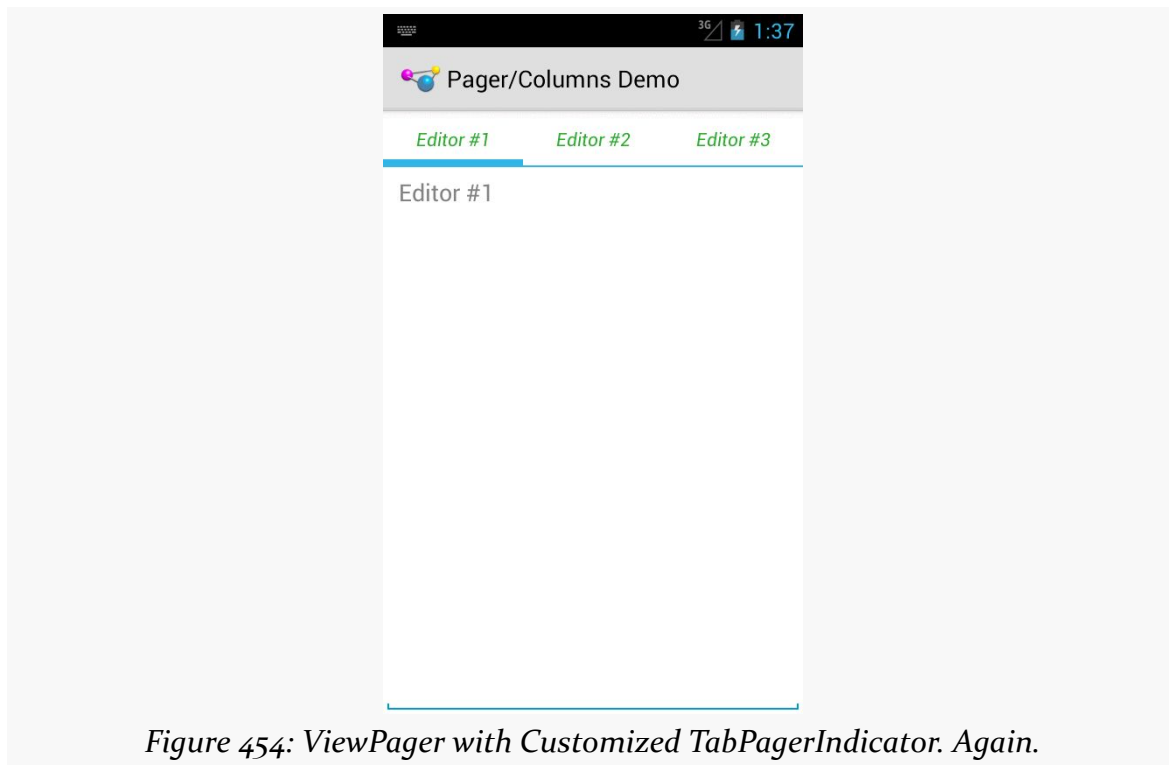 3G 1:37
Pager/Columns Demo
Editor #1 Editor #2 Editor #3
Editor #1
Figure 454: ViewPager with Customized TabPagerIndicator. Again.